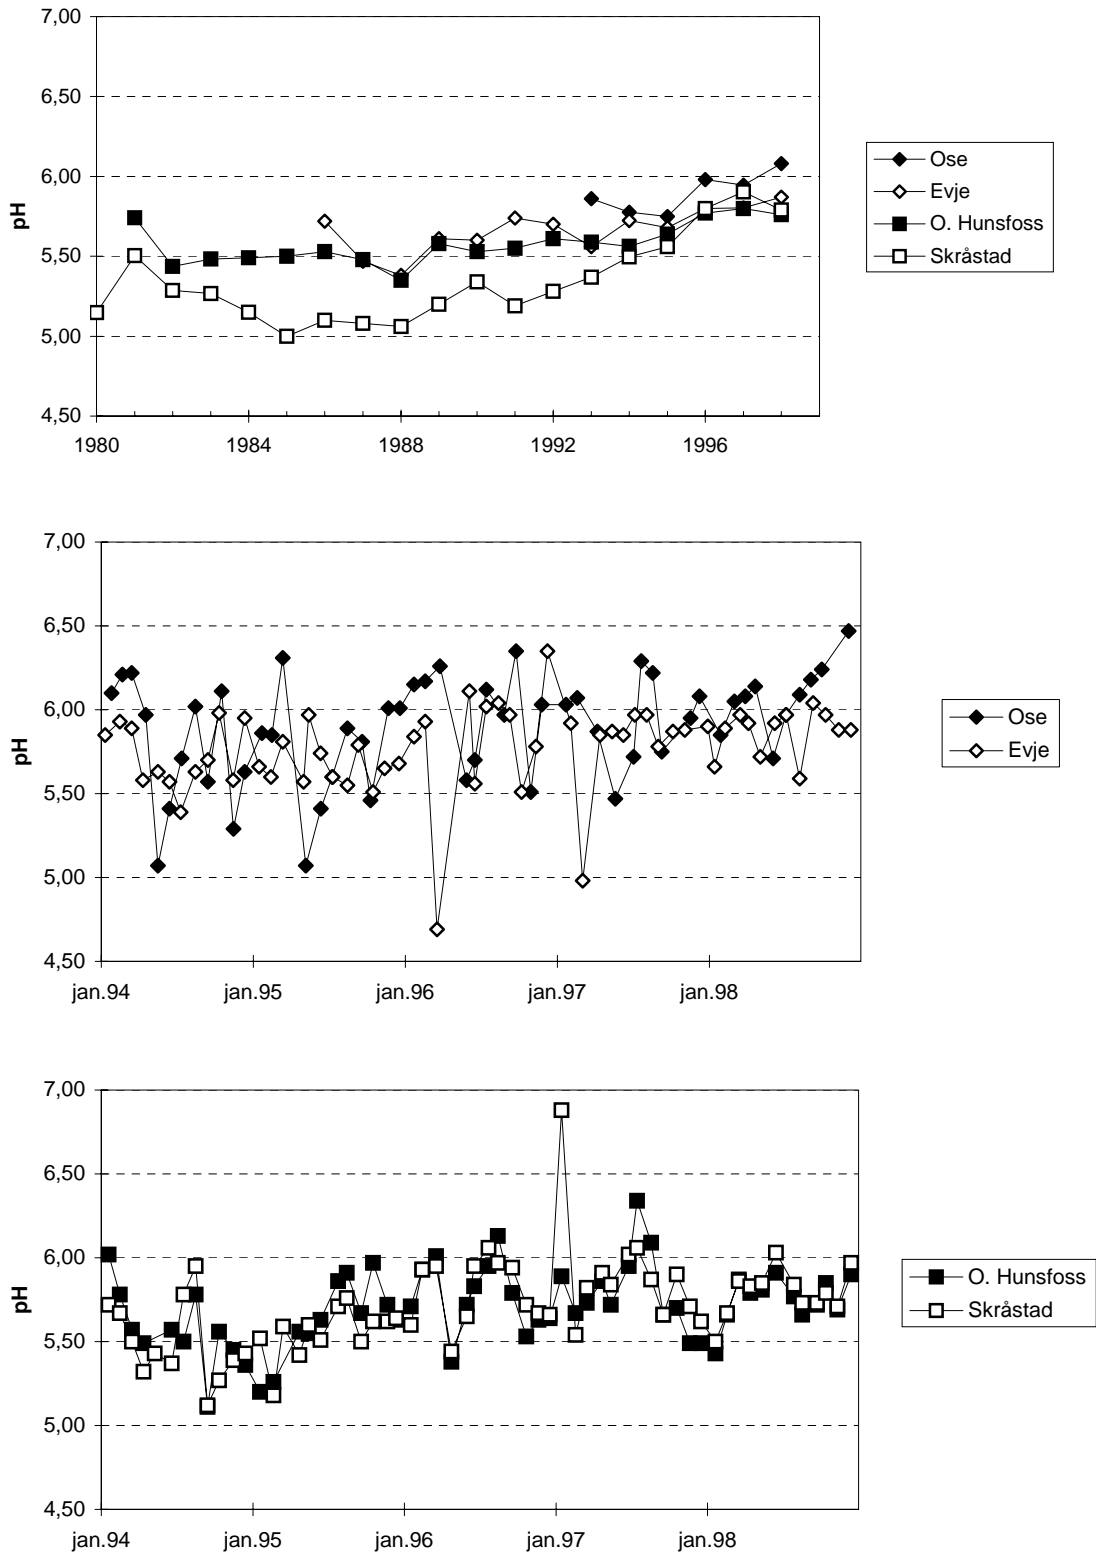 7,00
6,50
6,00
5,50
5,00
4,50
pH
1980 1984 1988 1992 1996
Ose
Evje
O. Hunsfoss
Skråstad
7,00
6,50
6,00
5,50
5,00
4,50
pH
jan.94 jan.95 jan.96 jan.97 jan.98
Ose
Evje
7,00
6,50
6,00
5,50
5,00
4,50
pH
jan.94 jan.95 jan.96 jan.97 jan.98
O. Hunsfoss
Skråstad